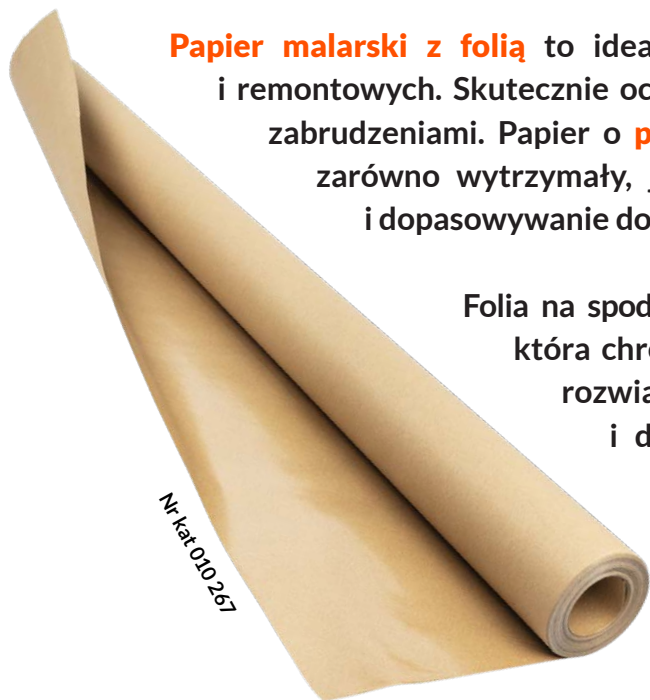 Papier malarski z folią to idea
i remontowych. Skutecznie oc
zabrudzeniami. Papier o p
zarówno wytrzymały, j
i dopasowywanie do
Folia na spod
która chro
rozwią
i d
Nr kat 010 267